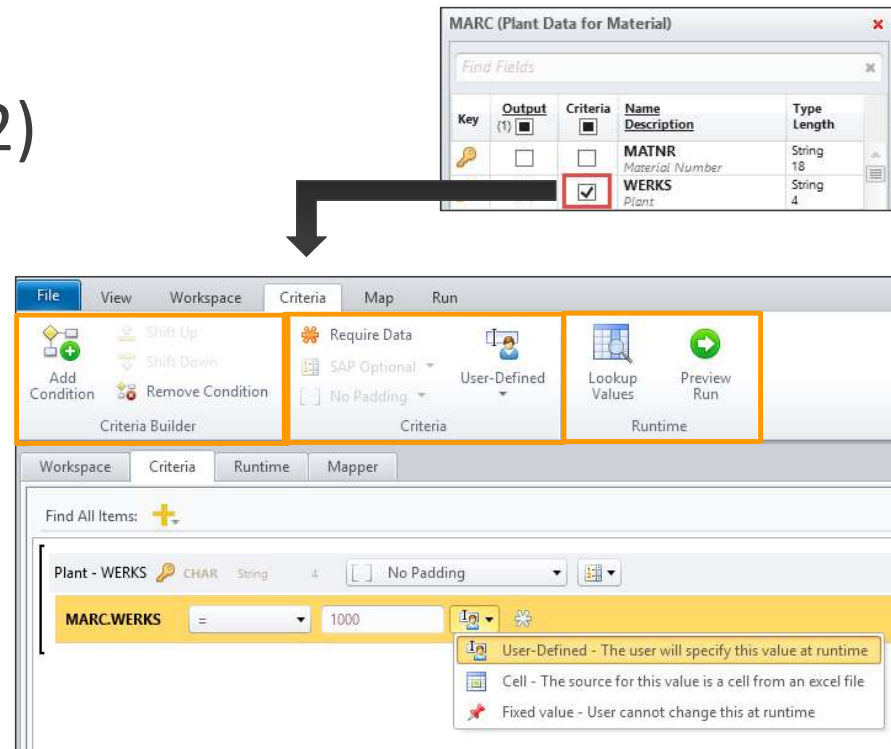 2)
MARC (Plant Data for Material)
Find Fields
Key Output (1) Criteria Name Description Type Length
MATNR String
Material Number 18
WERKS String
Plant 4
File View Workspace Criteria Map Run
Add Condition Shift Up
Shift Down
Remove Condition
Criteria Builder
Require Data
SAP Optional
No Padding
User-Defined
Criteria
Lookup Values Preview Run
Runtime
Workspace Criteria Runtime Mapper
Find All Items:
Plant - WERKS CHAR String 4 [ ] No Padding
MARC.WERKS = 1000
User-Defined - The user will specify this value at runtime
Cell - The source for this value is a cell from an excel file
Fixed value - User cannot change this at runtime